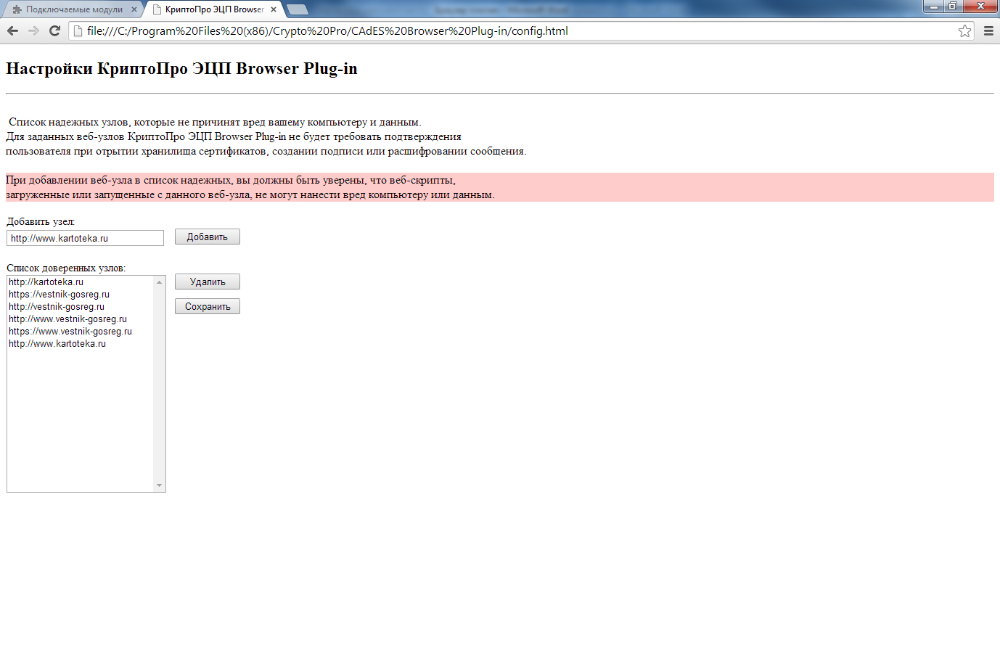 Подключаемые модули
КриптоПро ЭЦП Browser
file:///C:/Program%20Files%20(x86)/Crypto%20Pro/CAdES%20Browser%20Plug-in/config.html
Настройки КриптоПро ЭЦП Browser Plug-in
Список надежных узлов, которые не причинят вред вашему компьютеру и данным.
Для заданных веб-узлов КриптоПро ЭЦП Browser Plug-in не будет требовать подтверждения
пользователя при отрытии хранилища сертификатов, создании подписи или расшифровании сообщения.
При добавлении веб-узла в список надежных, вы должны быть уверены, что веб-скрипты,
загруженные или запущенные с данного веб-узла, не могут нанести вред компьютеру или данным.
Добавить узел:
http://www.kartoteka.ru Добавить
Список доверенных узлов:
http://kartoteka.ru Удалить
https://vestnik-gosreg.ru
http://vestnik-gosreg.ru Сохранить
http://www.vestnik-gosreg.ru
https://www.vestnik-gosreg.ru
http://www.kartoteka.ru